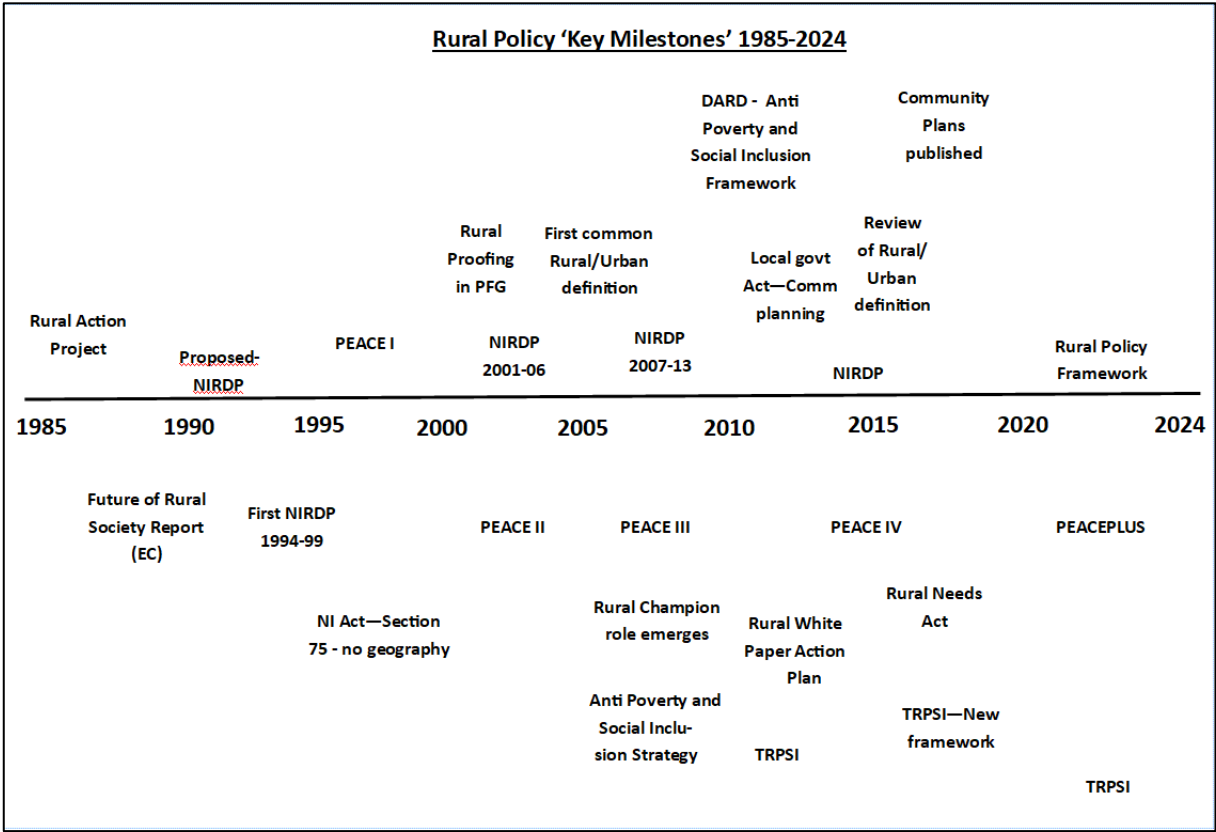 Rural Policy ‘Key Milestones’ 1985-2024
DARD - Anti
Poverty and
Social Inclusion
Framework
Community
Plans
published
Rural
Proofing
in PFG
First common
Rural/Urban
definition
Local govt
Act—Comm
planning
Review
of Rural/
Urban
definition
Rural Action
Project
Proposed-
NIRDP
PEACE I
NIRDP
2001-06
NIRDP
2007-13
NIRDP
Rural Policy
Framework
1985
1990
1995
2000
2005
2010
2015
2020
2024
Future of Rural
Society Report
(EC)
First NIRDP
1994-99
PEACE II
PEACE III
PEACE IV
PEACEPLUS
NI Act—Section
75 - no geography
Rural Champion
role emerges
Rural White
Paper Action
Plan
Rural Needs
Act
Anti Poverty and
Social Inclu-
sion Strategy
TRPSI
TRPSI—New
framework
TRPSI